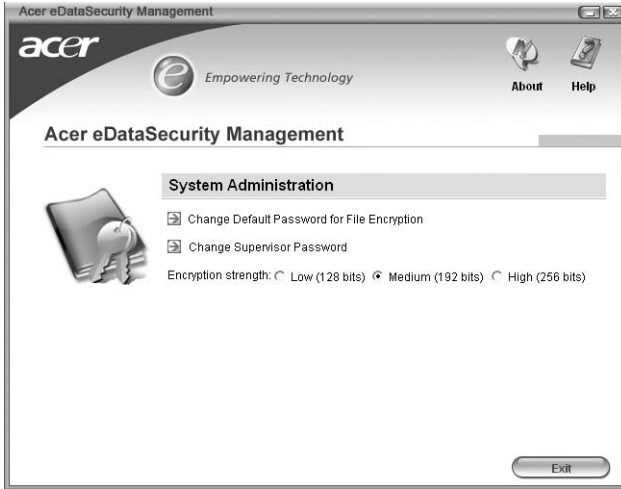 Acer eDataSecurity Management
acer
e Empowering Technology
About Help
Acer eDataSecurity Management
System Administration
Change Default Password for File Encryption
Change Supervisor Password
Encryption strength: Low (128 bits) Medium (192 bits) High (256 bits)
Exit